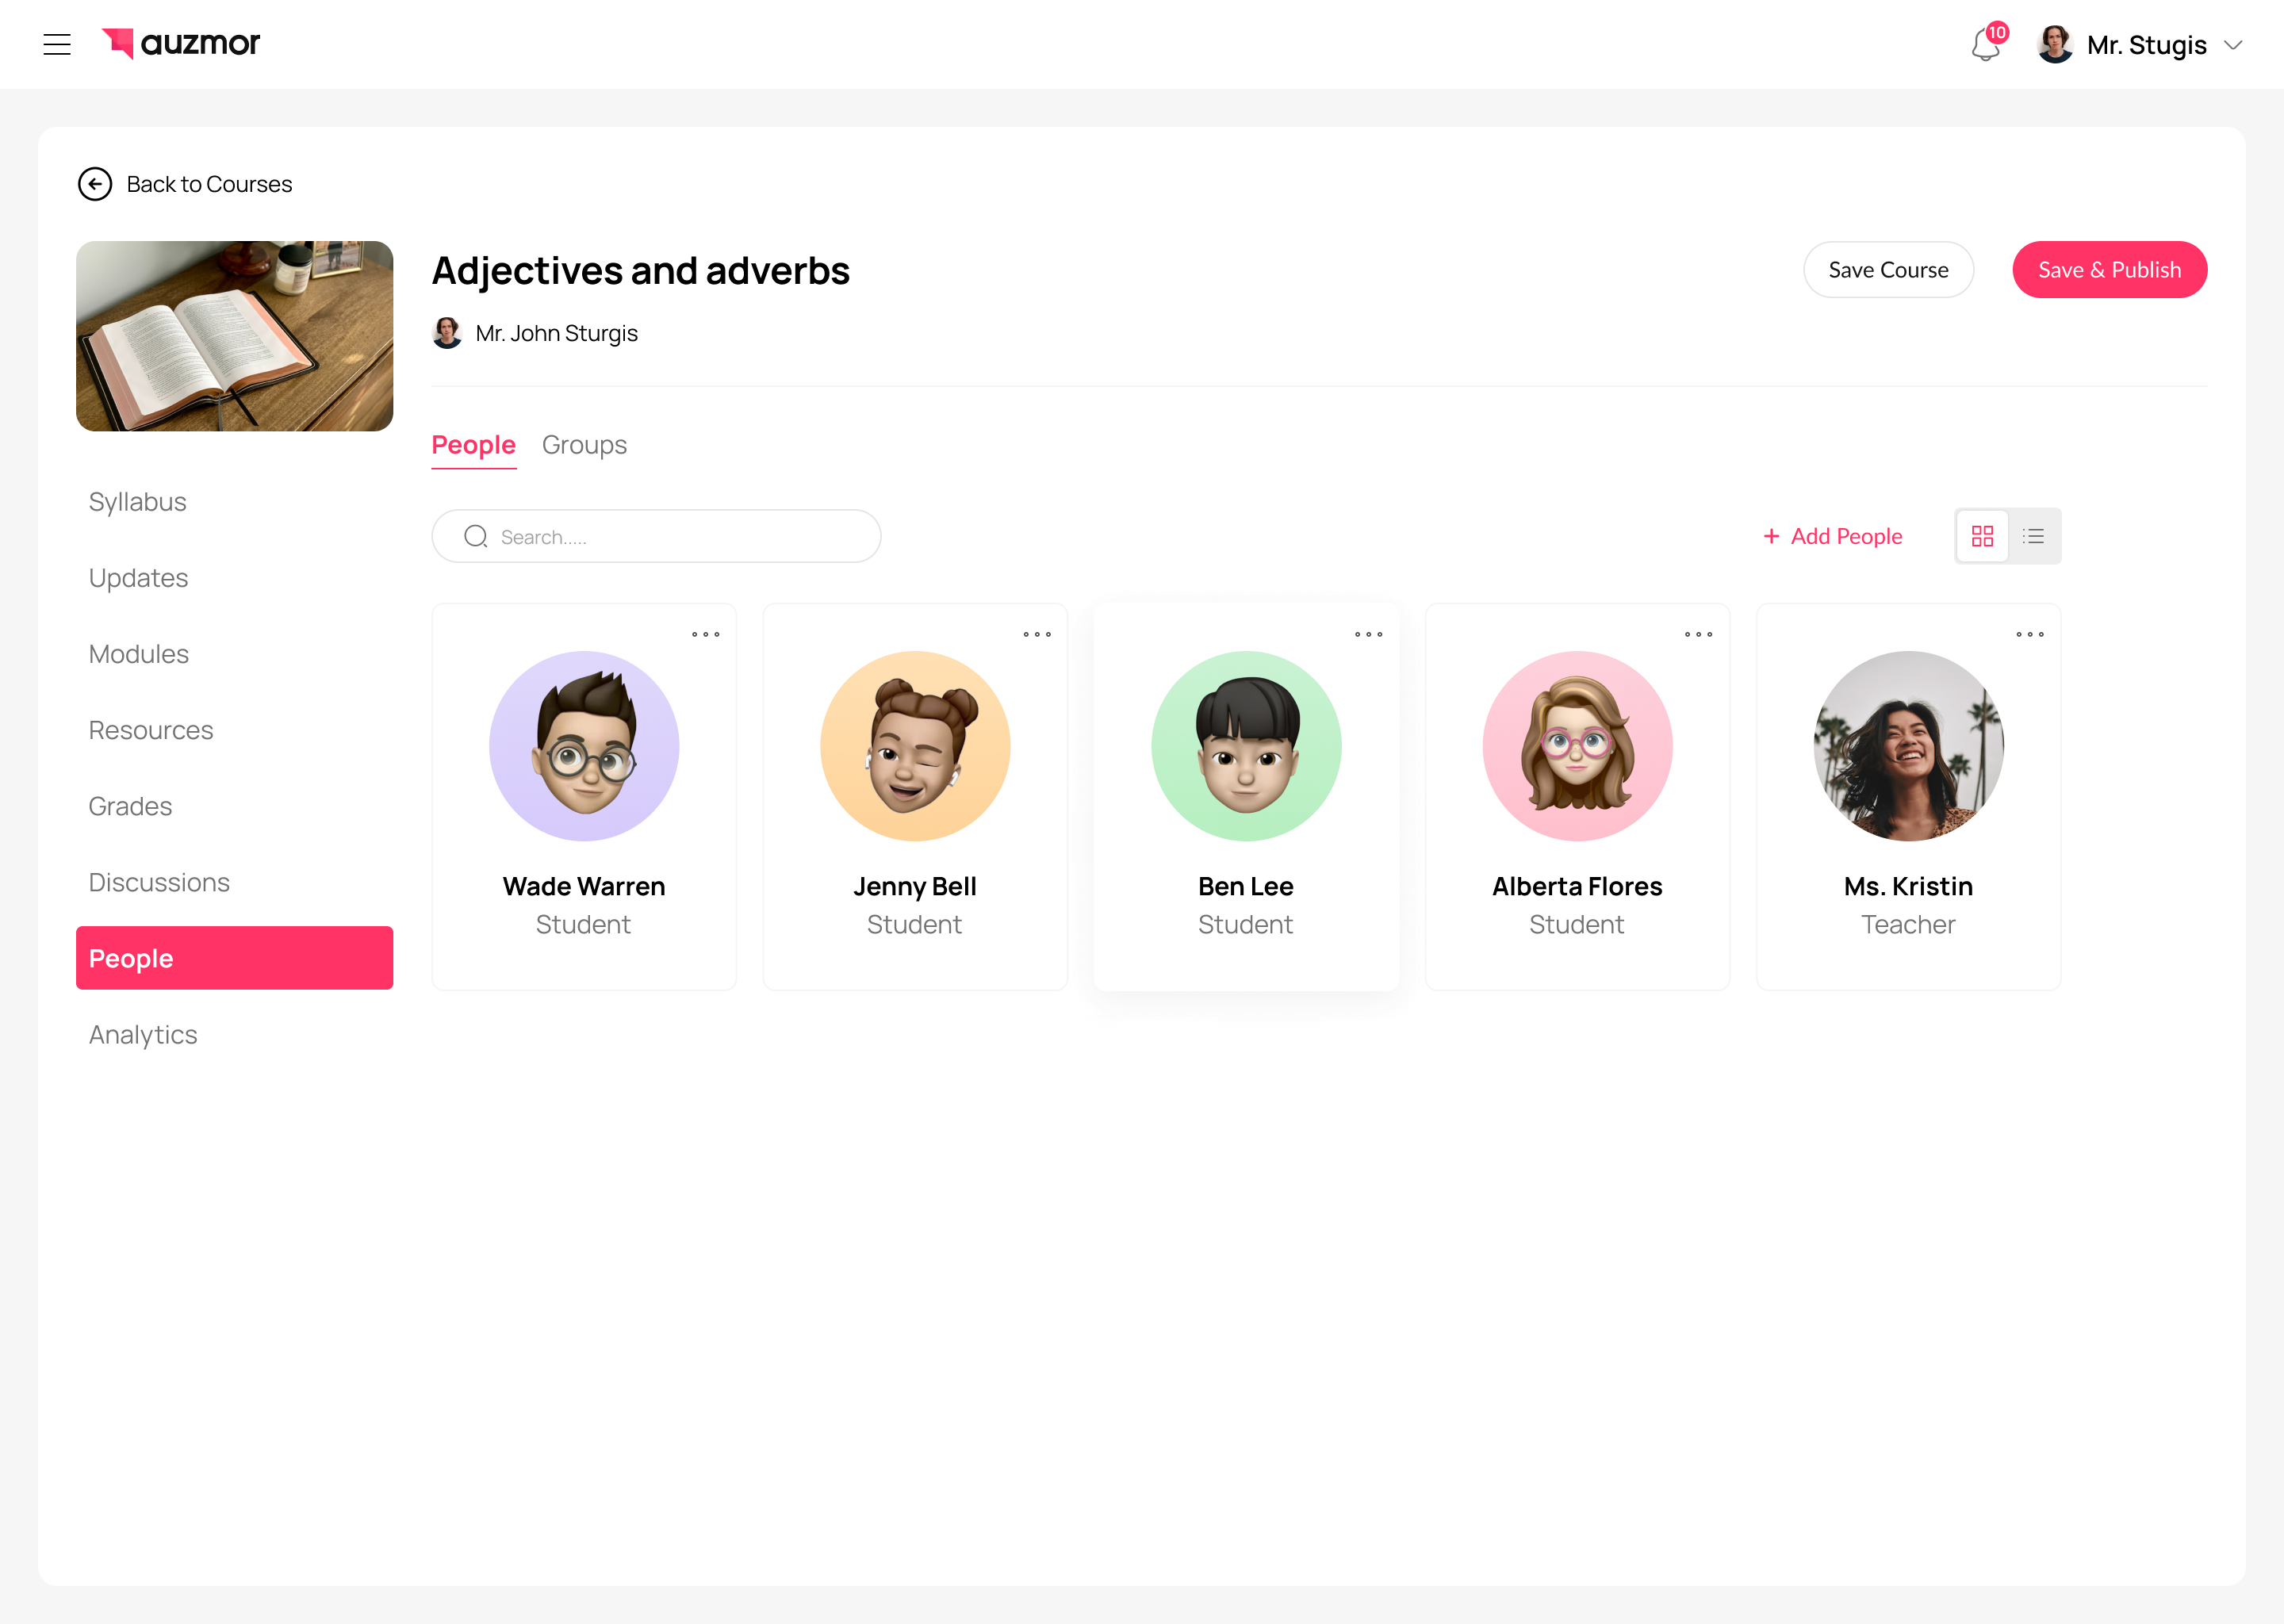 auzmor
10
Mr. Stugis
Back to Courses
Adjectives and adverbs
Save Course
Save & Publish
Mr. John Sturgis
People
Groups
Syllabus
Updates
Modules
Resources
Grades
Discussions
People
Analytics
Search.....
+ Add People
Wade Warren
Student
Jenny Bell
Student
Ben Lee
Student
Alberta Flores
Student
Ms. Kristin
Teacher